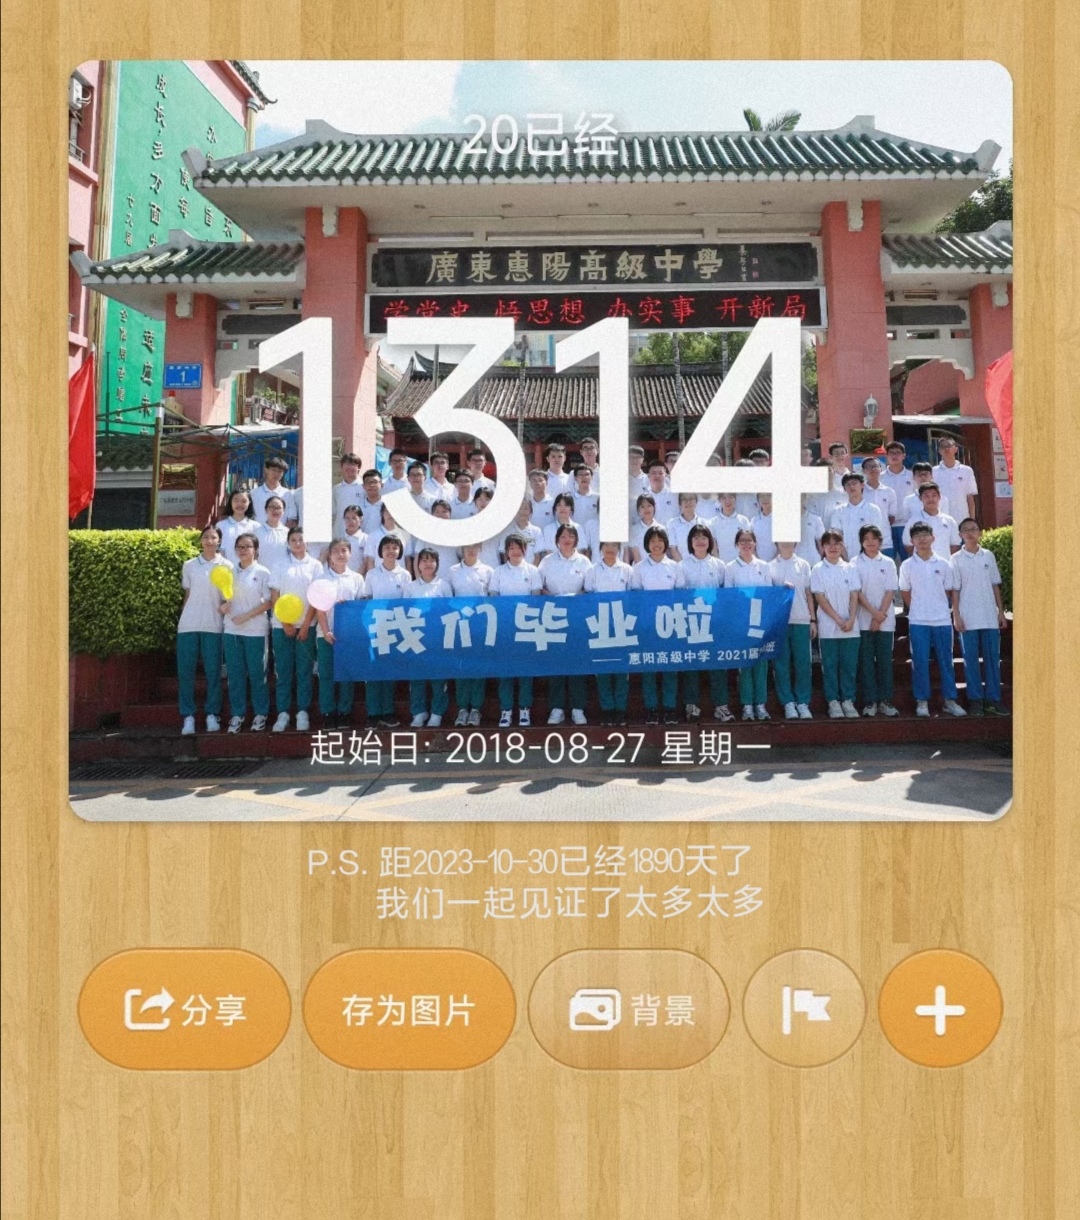 20已经
廣東惠陽高級中學
学党史 悟思想 办实事 开新局
1314
1
我们毕业啦！
—— 惠阳高级中学 2021届
起始日: 2018-08-27 星期一
P.S. 距2023-10-30已经1890天了
我们一起见证了太多太多
分享
存为图片
背景